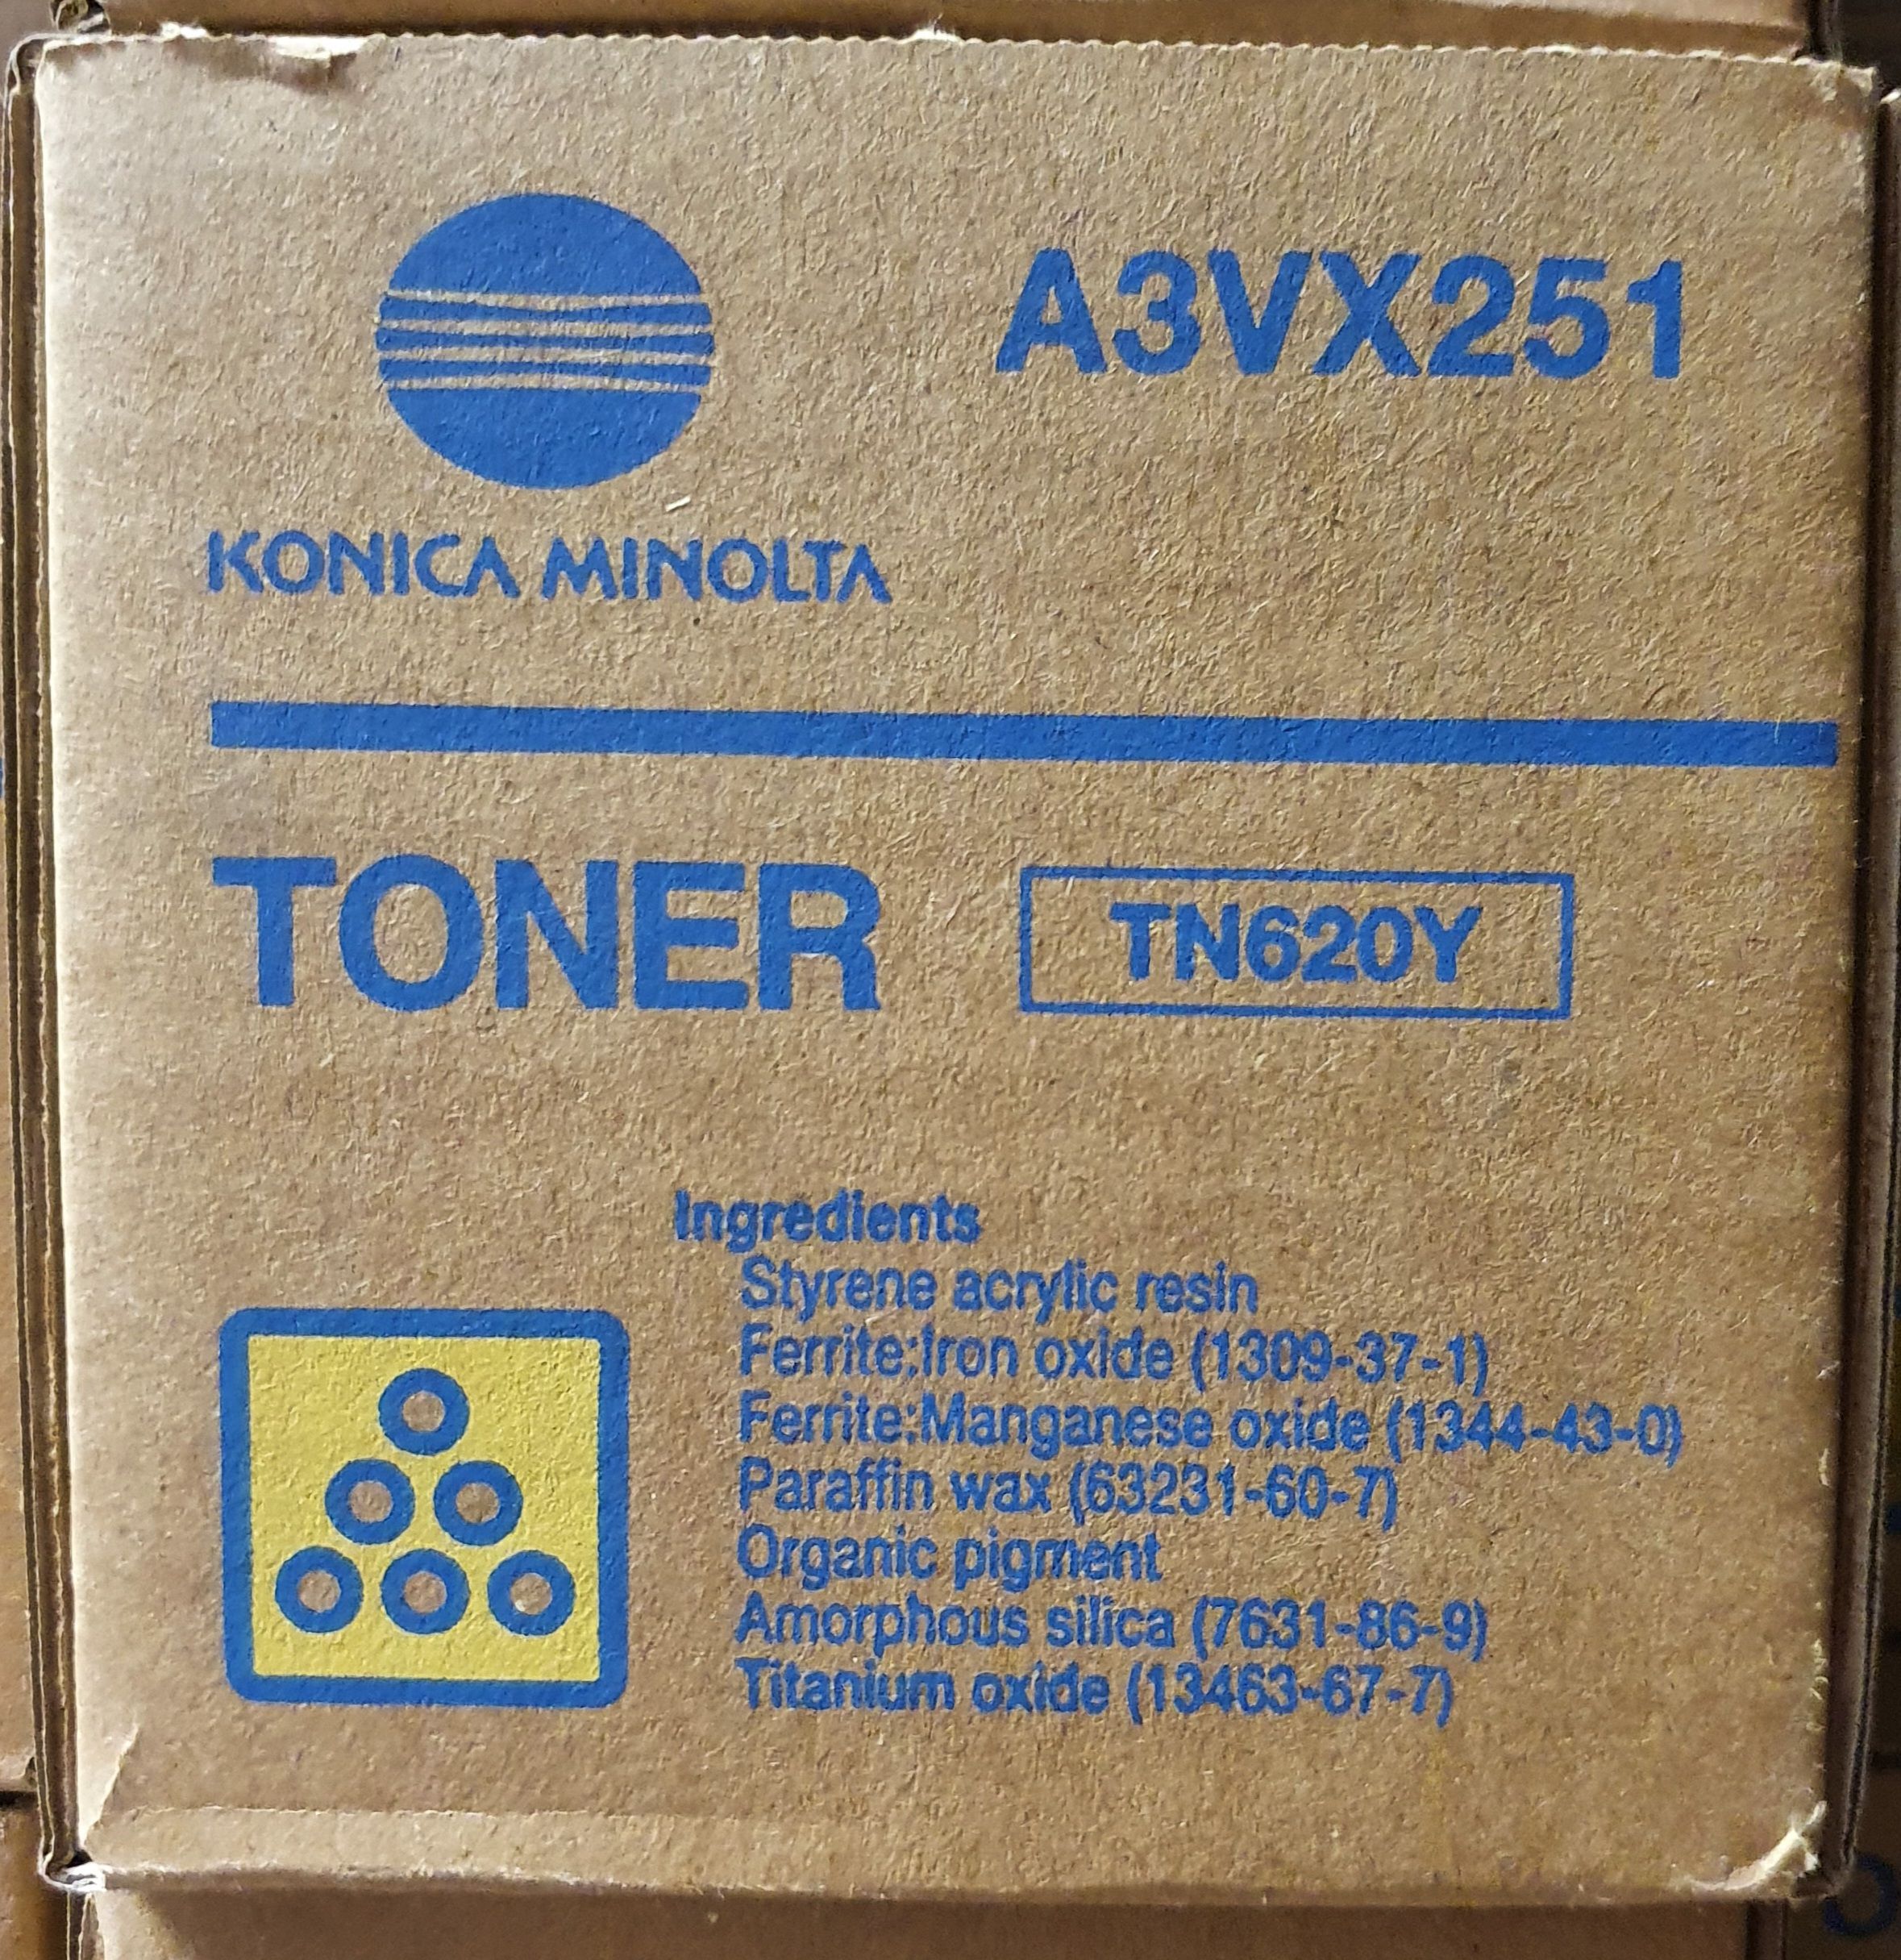 A3VX251
KONICA MINOLTA
TONER
TN620Y
Ingredients
Styrene acrylic resin
Ferrite:Iron oxide (1309-37-1)
Ferrite:Manganese oxide (1344-43-0)
Paraffin wax (63231-60-7)
Organic pigment
Amorphous silica (7631-86-9)
Titanium oxide (13463-67-7)